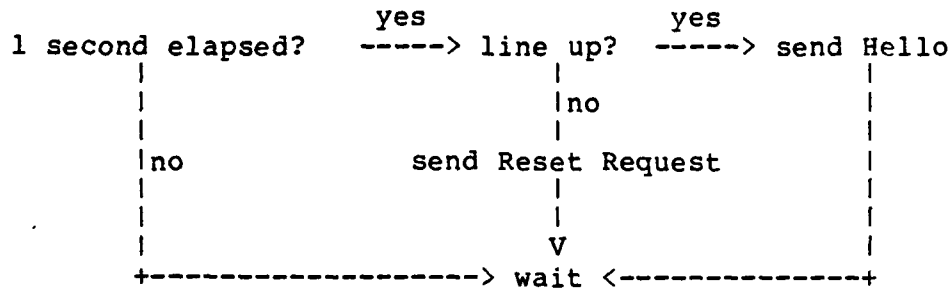 yes yes
1 second elapsed? -----> line up? -----> send Hello
no
no send Reset Request
V
+--------------------> wait <---------------+